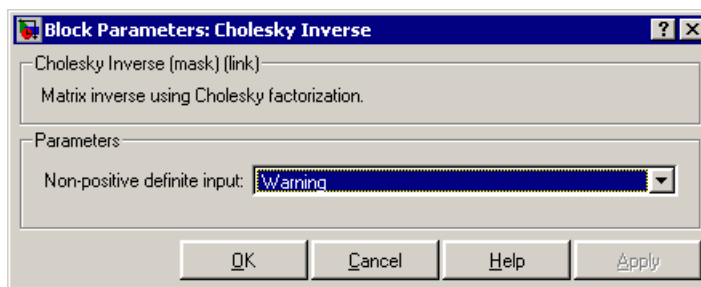 Block Parameters: Cholesky Inverse
Cholesky Inverse (mask) (link)
Matrix inverse using Cholesky factorization.
Parameters
Non-positive definite input: Warning
OK Cancel Help Apply